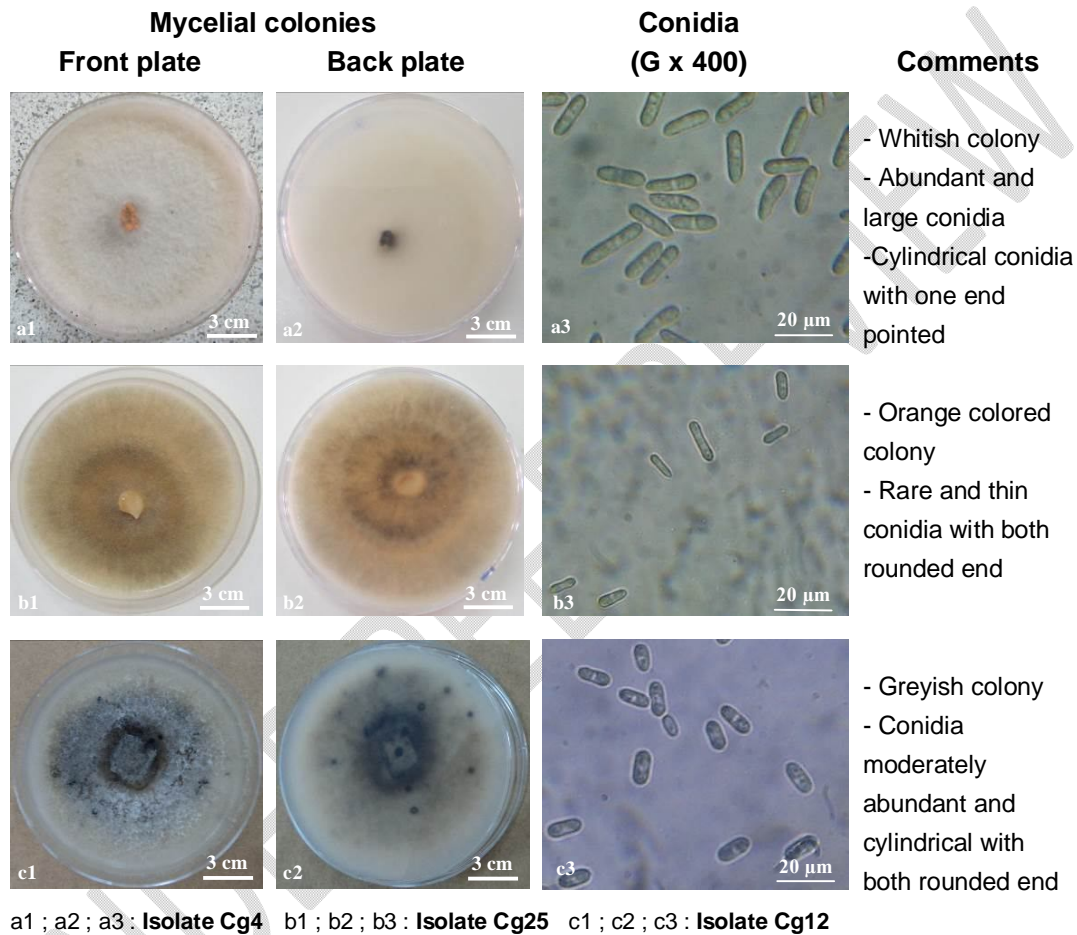 Mycelial colonies
Conidia
Front plate
Back plate
(G x 400)
Comments
a1
3 cm
a2
3 cm
a3
20 µm
- Whitish colony
- Abundant and
large conidia
-Cylindrical conidia
with one end
pointed
b1
3 cm
b2
3 cm
b3
20 µm
- Orange colored
colony
- Rare and thin
conidia with both
rounded end
c1
3 cm
c2
3 cm
c3
20 µm
- Greyish colony
- Conidia
moderately
abundant and
cylindrical with
both rounded end
a1 ; a2 ; a3 : Isolate Cg4 b1 ; b2 ; b3 : Isolate Cg25 c1 ; c2 ; c3 : Isolate Cg12